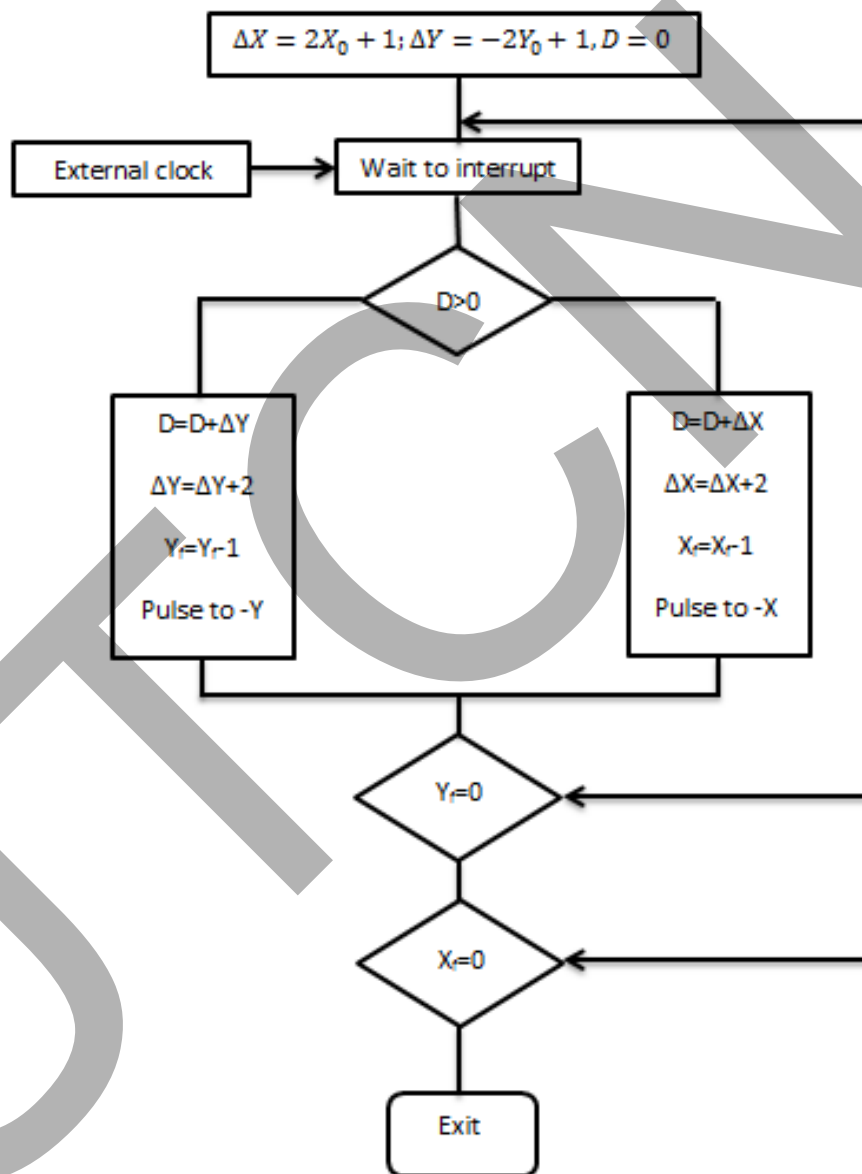 ΔX = 2X₀ + 1; ΔY = −2Y₀ + 1, D = 0
External clock
Wait to interrupt
D>0
D=D+ΔY
ΔY=ΔY+2
Yᵣ=Yᵣ-1
Pulse to -Y
D=D+ΔX
ΔX=ΔX+2
Xᵣ=Xᵣ-1
Pulse to -X
Yᵣ=0
Xᵣ=0
Exit